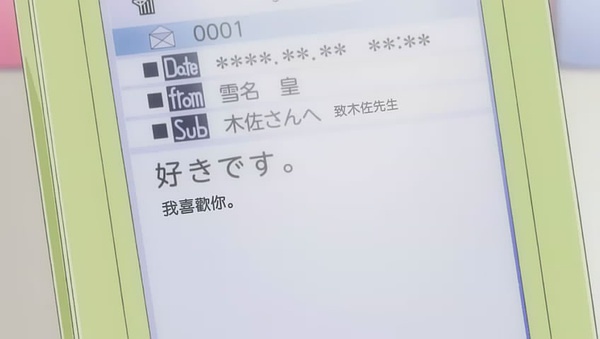 0001
Date ****.**.** **:**
from 雪名 皇
Sub 木佐さんへ 致木佐先生
好きです。
我喜歡你。